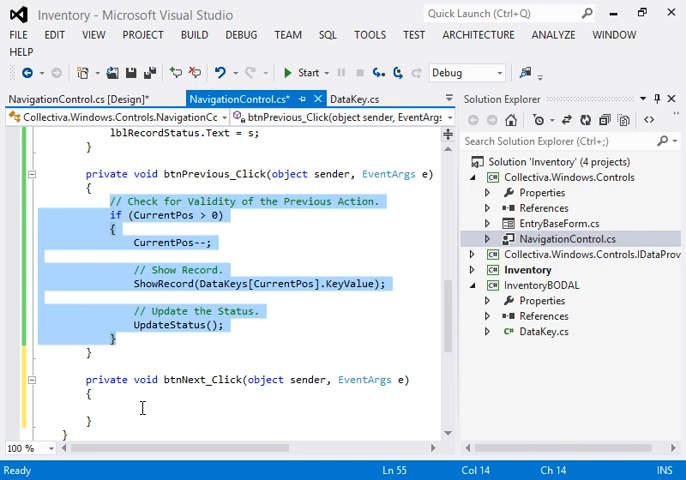 Inventory - Microsoft Visual Studio
Quick Launch (Ctrl+Q)
FILE EDIT VIEW PROJECT BUILD DEBUG TEAM SQL TOOLS TEST ARCHITECTURE ANALYZE WINDOW
HELP
Start Debug
NavigationControl.cs [Design]* NavigationControl.cs* DataKey.cs
Collectiva.Windows.Controls.NavigationCc btnPrevious_Click(object sender, EventArgs
lblRecordStatus.Text = s;
}
private void btnPrevious_Click(object sender, EventArgs e)
{
// Check for Validity of the Previous Action.
if (CurrentPos > 0)
{
CurrentPos--;
// Show Record.
ShowRecord(DataKeys[CurrentPos].KeyValue);
// Update the Status.
UpdateStatus();
}
}
private void btnNext_Click(object sender, EventArgs e)
{
}
}
100 %
Solution Explorer
Search Solution Explorer (Ctrl+;)
Solution 'Inventory' (4 projects)
Collectiva.Windows.Controls
Properties
References
EntryBaseForm.cs
NavigationControl.cs
Collectiva.Windows.Controls.IDataProv
Inventory
InventoryBODAL
Properties
References
DataKey.cs
Ready Ln 55 Col 14 Ch 14 INS